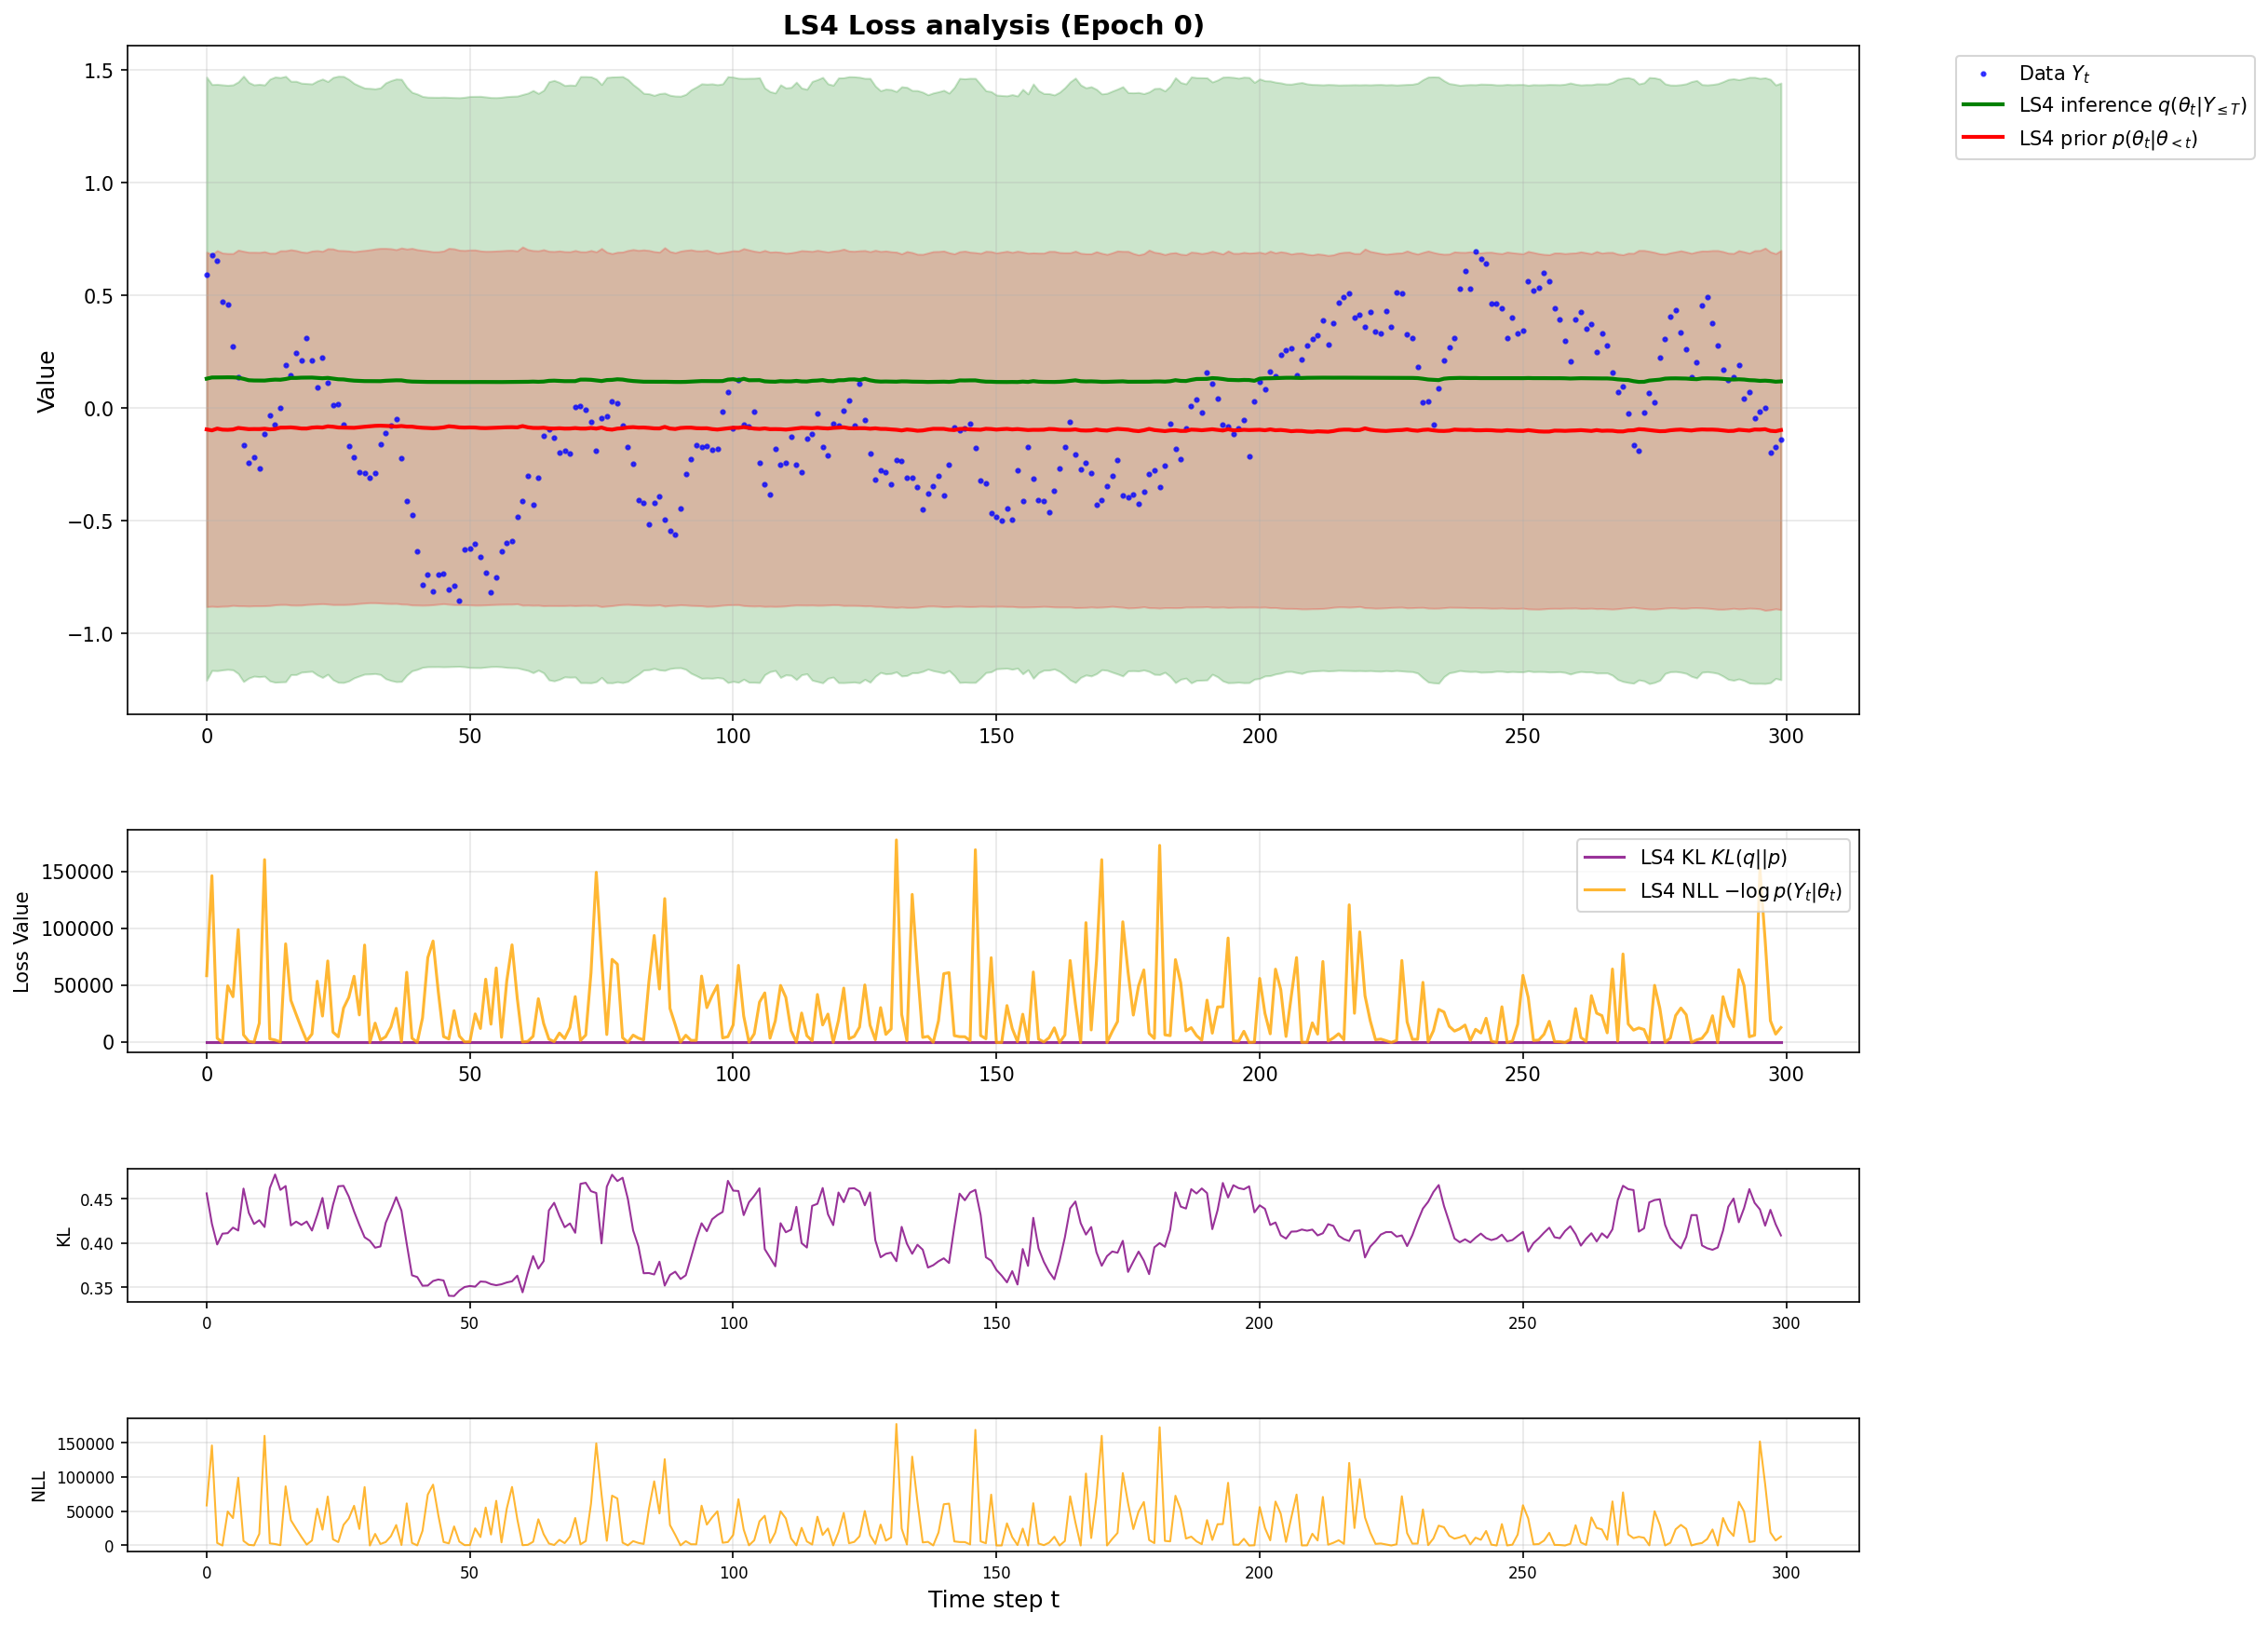 LS4 Loss analysis (Epoch 0)
Data Y_t
LS4 inference q(θ_t|Y_≤T)
LS4 prior p(θ_t|θ_<t)
Value
1.5
1.0
0.5
0.0
−0.5
−1.0
0 50 100 150 200 250 300
LS4 KL KL(q||p)
LS4 NLL −log p(Y_t|θ_t)
Loss Value
150000
100000
50000
0
0 50 100 150 200 250 300
KL
0.45
0.40
0.35
0 50 100 150 200 250 300
NLL
150000
100000
50000
0
0 50 100 150 200 250 300
Time step t